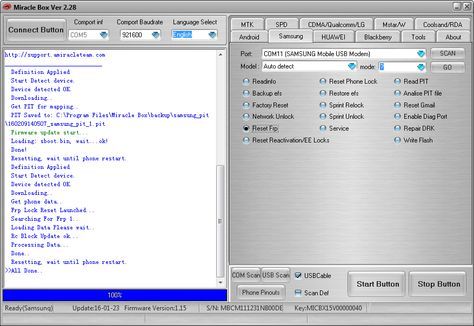 Miracle Box Ver 2.28
Connect Button
Comport inf
COM5
Comport Baudrate
921600
Language Select
English
http://support.amiracleteam.com
Definition Applied
Start Detect device.
Device detected OK
Downloading..
Get PIT for mapping..
PIT Saved to: C:\Program Files\Miracle Box\backup\samsung_pit
\160209140507_samsung_pit_1.pit
Firmware update start...
Loading: zboot.bin, wait...ok!
Done!
Resetting, wait until phone restart.
Definition Applied
Start Detect device.
Device detected OK
Downloading..
Get phone data..
Frp Lock Reset Launched...
Searching For Frp 1..
Loading Data Please wait..
Rc Block Update ok...
Processing Data...
Done.
Resetting, wait until phone restart.
>>All Done..
100%
MTK
SPD
CDMA/Qualcomm/LG
Mstar/W
Coolsand/RDA
Android
Samsung
HUAWEI
Blackberry
Tools
About
Port: COM11 (SAMSUNG Mobile USB Modem) SCAN
Model: Auto detect mode: ? GO
ReadInfo
Reset Phone Lock
Read PIT
Backup efs
Restore efs
Analise PIT file
Factory Reset
Sprint Relock
Reset Gmail
Network Unlock
Sprint Unlock
Enable Diag Port
Reset Frp
Service
Repair DRK
Reset Reactivation/EE Locks
Write Flash
COM Scan
USB Scan
USBCable
Phone Pinouts
Scan Def
Start Button
Stop Button
Ready(Samsung)
Update:16-01-23
Firmware Version:1.15
S/N: MBCM111231NB00DE
Key:MICBX15V00000040